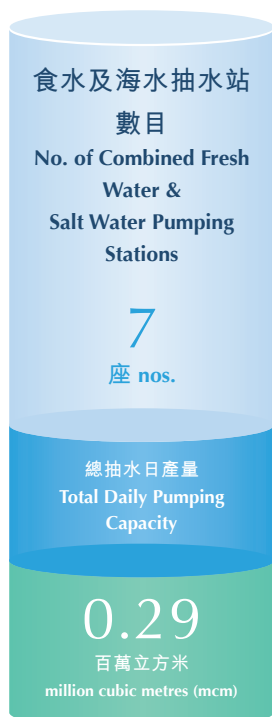 食水及海水抽水站
數目
No. of Combined Fresh
Water &
Salt Water Pumping
Stations
7
座 nos.
總抽水日產量
Total Daily Pumping
Capacity
0.29
百萬立方米
million cubic metres (mcm)